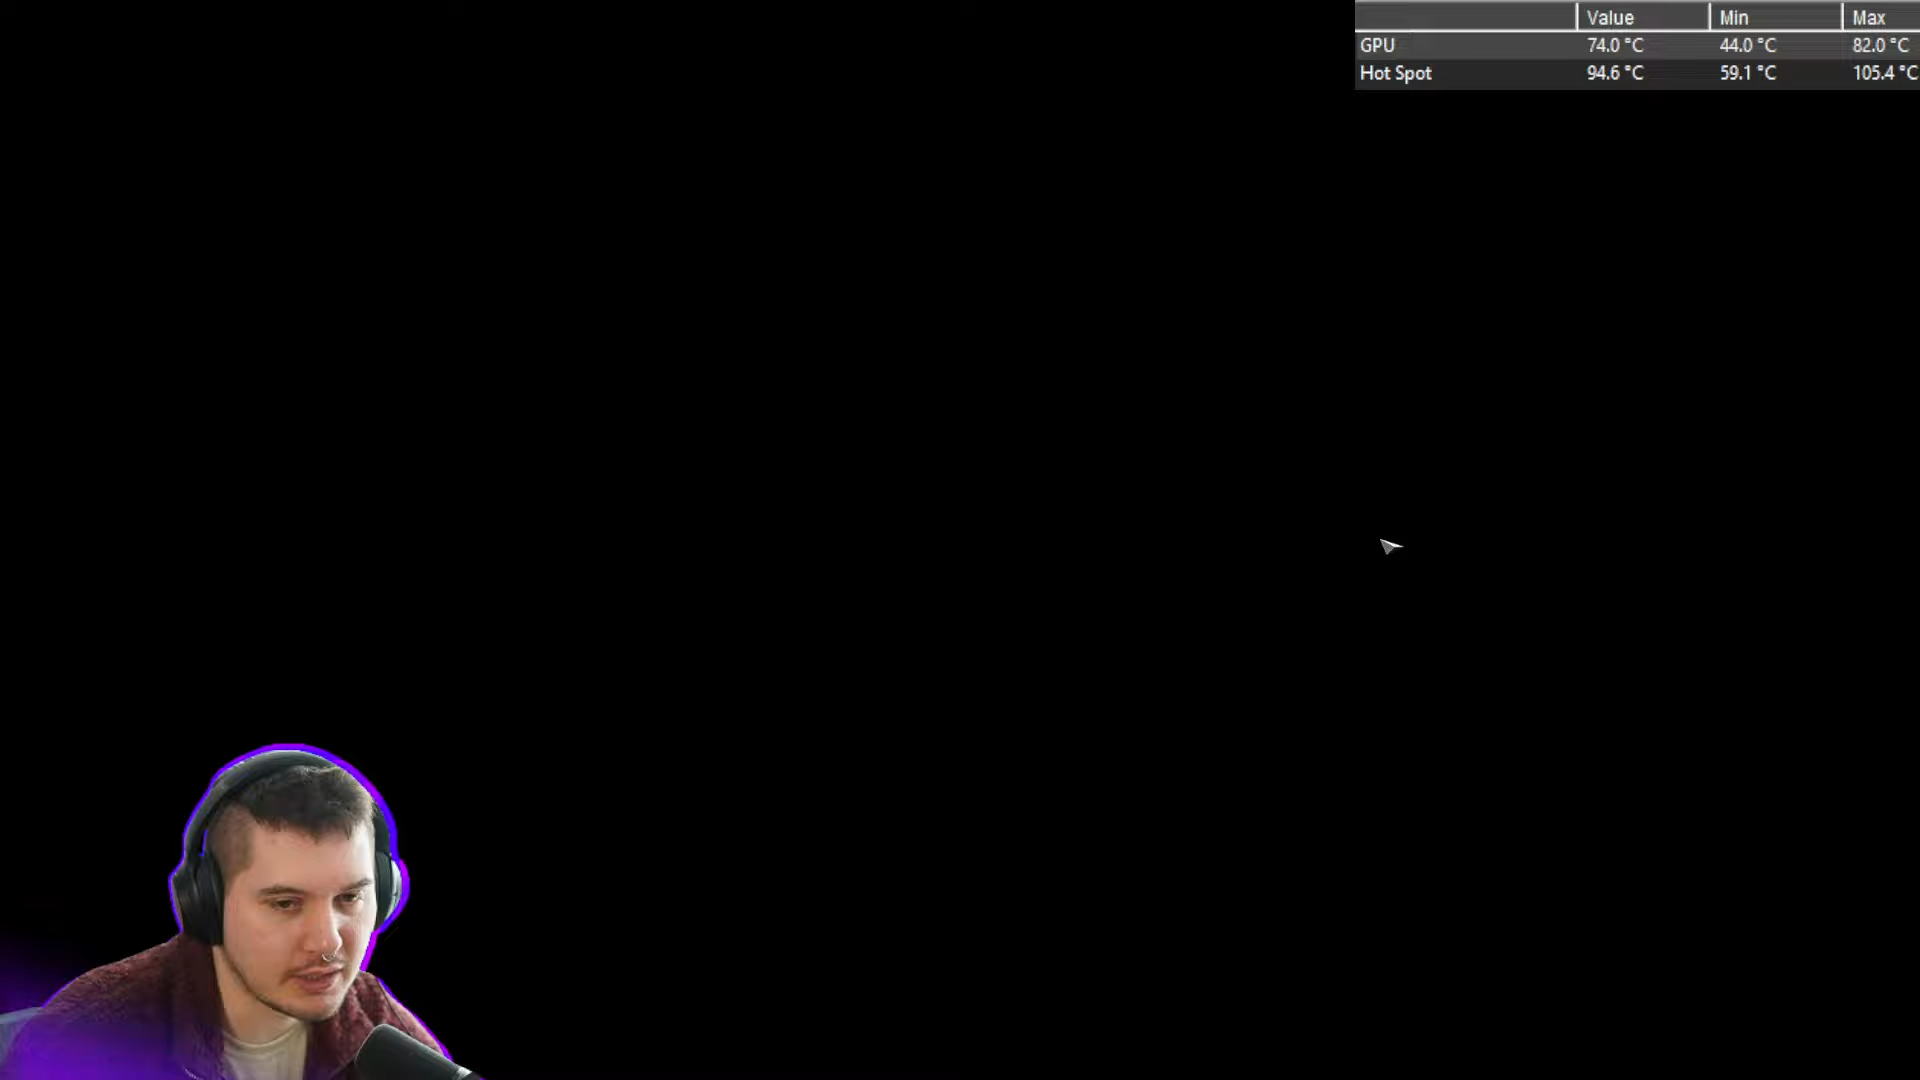 Value Min Max
GPU 74.0 °C 44.0 °C 82.0 °C
Hot Spot 94.6 °C 59.1 °C 105.4 °C